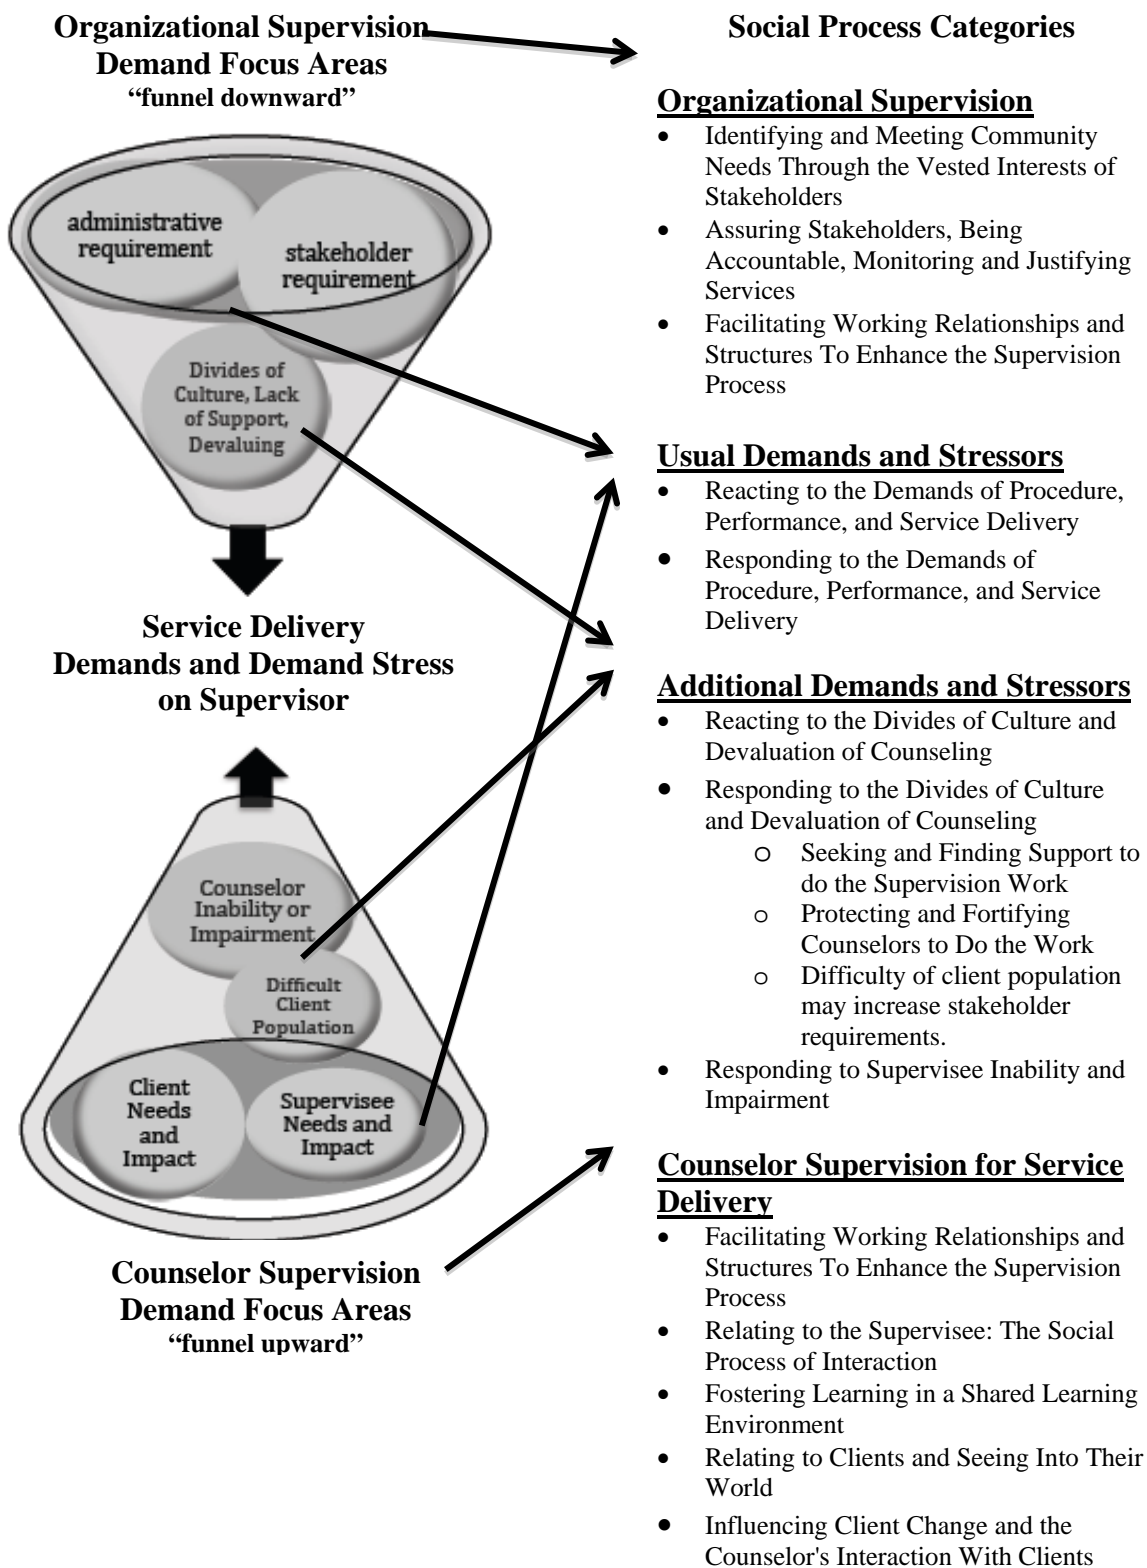 Organizational Supervision
Demand Focus Areas
“funnel downward”
administrative
requirement
stakeholder
requirement
Divides of
Culture, Lack
of Support,
Devaluing
Service Delivery
Demands and Demand Stress
on Supervisor
Counselor
Inability or
Impairment
Difficult
Client
Population
Client
Needs
and
Impact
Supervisee
Needs and
Impact
Counselor Supervision
Demand Focus Areas
“funnel upward”
Social Process Categories
Organizational Supervision
• Identifying and Meeting Community
Needs Through the Vested Interests of
Stakeholders
• Assuring Stakeholders, Being
Accountable, Monitoring and Justifying
Services
• Facilitating Working Relationships and
Structures To Enhance the Supervision
Process
Usual Demands and Stressors
• Reacting to the Demands of Procedure,
Performance, and Service Delivery
• Responding to the Demands of
Procedure, Performance, and Service
Delivery
Additional Demands and Stressors
• Reacting to the Divides of Culture and
Devaluation of Counseling
• Responding to the Divides of Culture
and Devaluation of Counseling
o Seeking and Finding Support to
do the Supervision Work
o Protecting and Fortifying
Counselors to Do the Work
o Difficulty of client population
may increase stakeholder
requirements.
• Responding to Supervisee Inability and
Impairment
Counselor Supervision for Service
Delivery
• Facilitating Working Relationships and
Structures To Enhance the Supervision
Process
• Relating to the Supervisee: The Social
Process of Interaction
• Fostering Learning in a Shared Learning
Environment
• Relating to Clients and Seeing Into Their
World
• Influencing Client Change and the
Counselor's Interaction With Clients